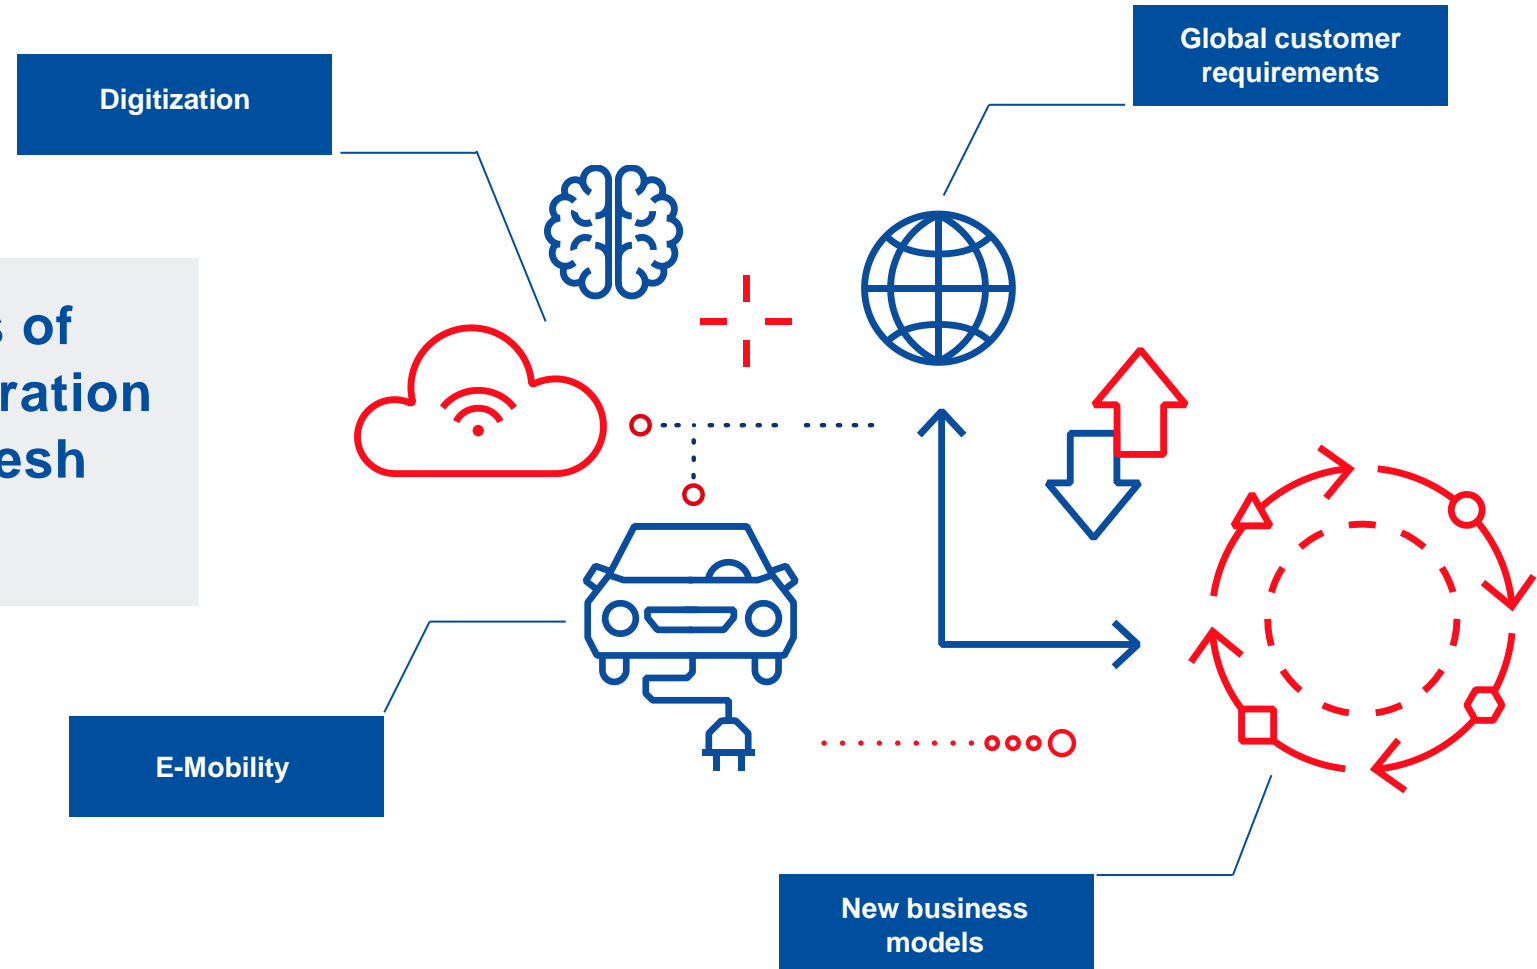 Global customer
requirements
Digitization
s of
ration
esh
E-Mobility
New business
models